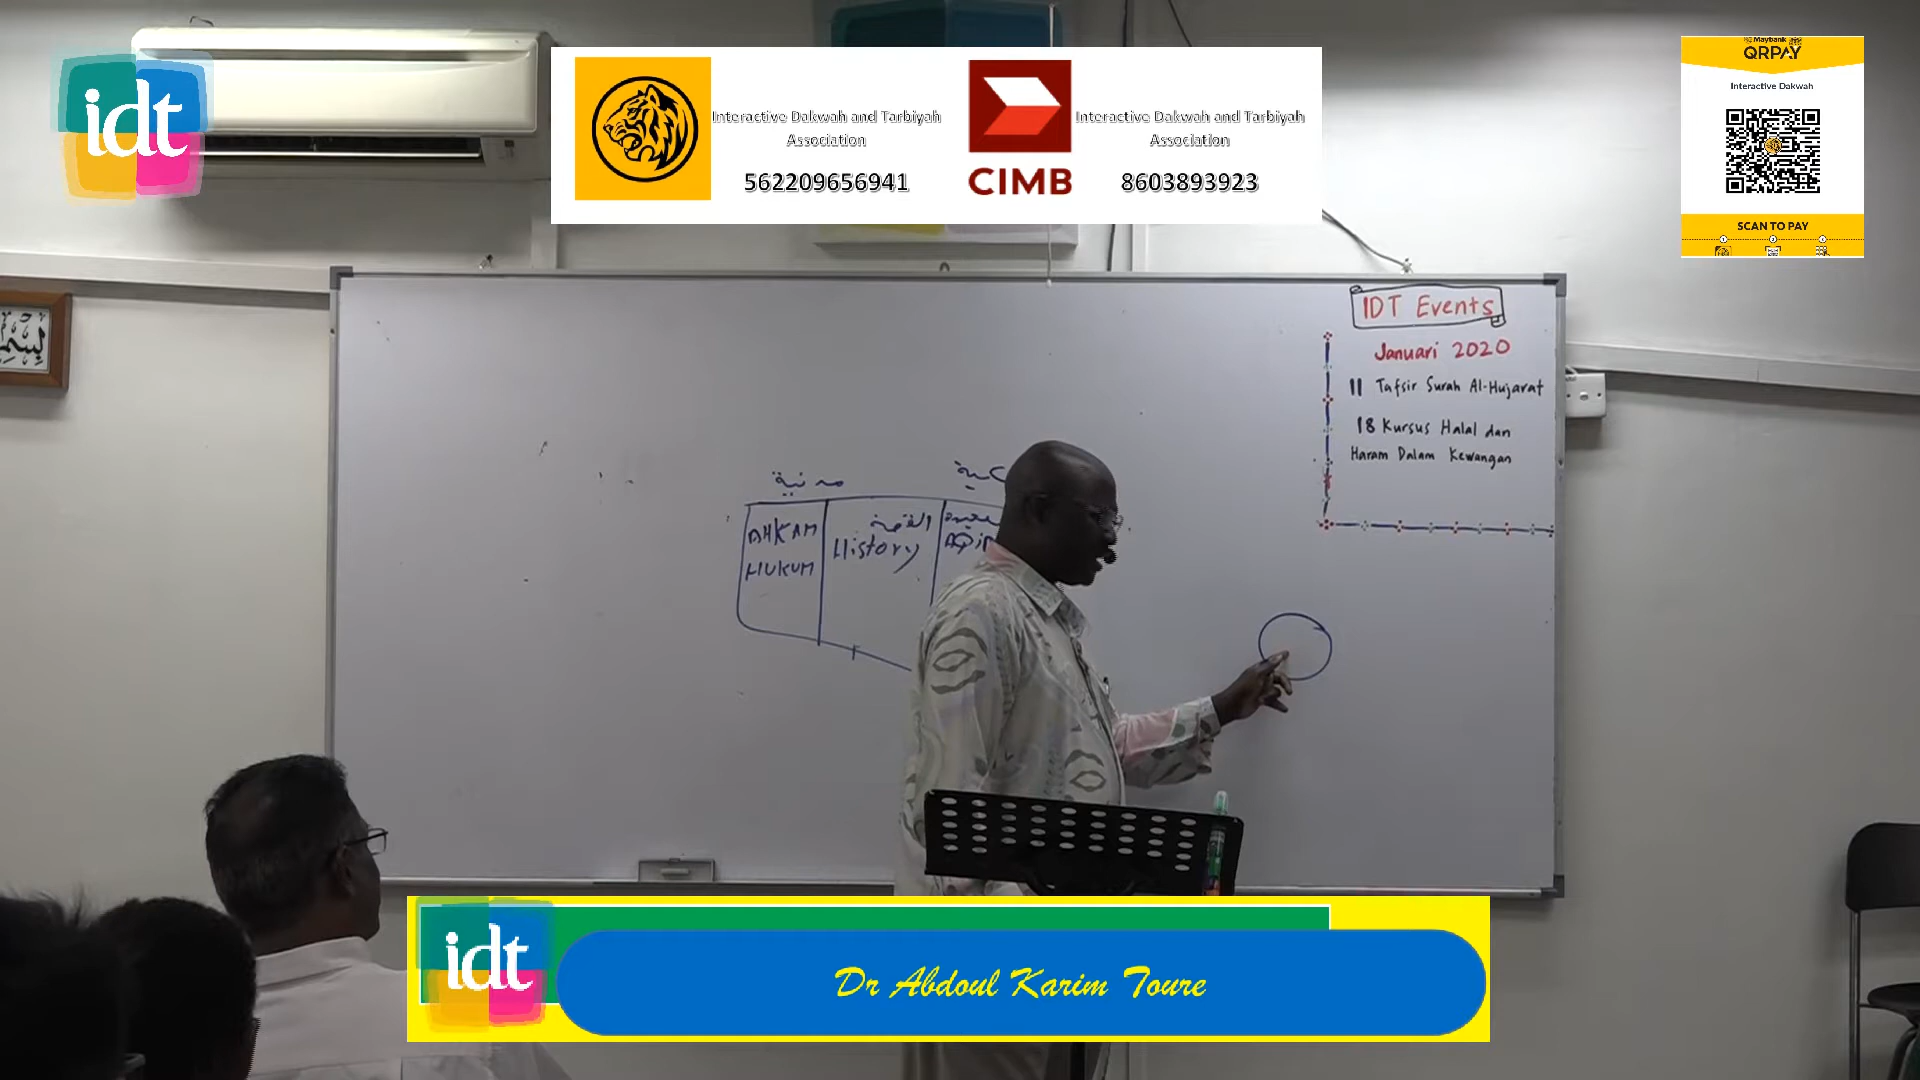 idt
Interactive Dakwah and Tarbiyah
Association
562209656941
CIMB
Interactive Dakwah and Tarbiyah
Association
8603893923
Maybank
QRPAY
Interactive Dakwah
SCAN TO PAY
IDT Events
Januari 2020
11 Tafsir Surah Al-Hujarat
18 Kursus Halal dan
Haram Dalam Kewangan
مدنية
القصة
AHKAM
History
HUKUM
idt
Dr Abdoul Karim Toure